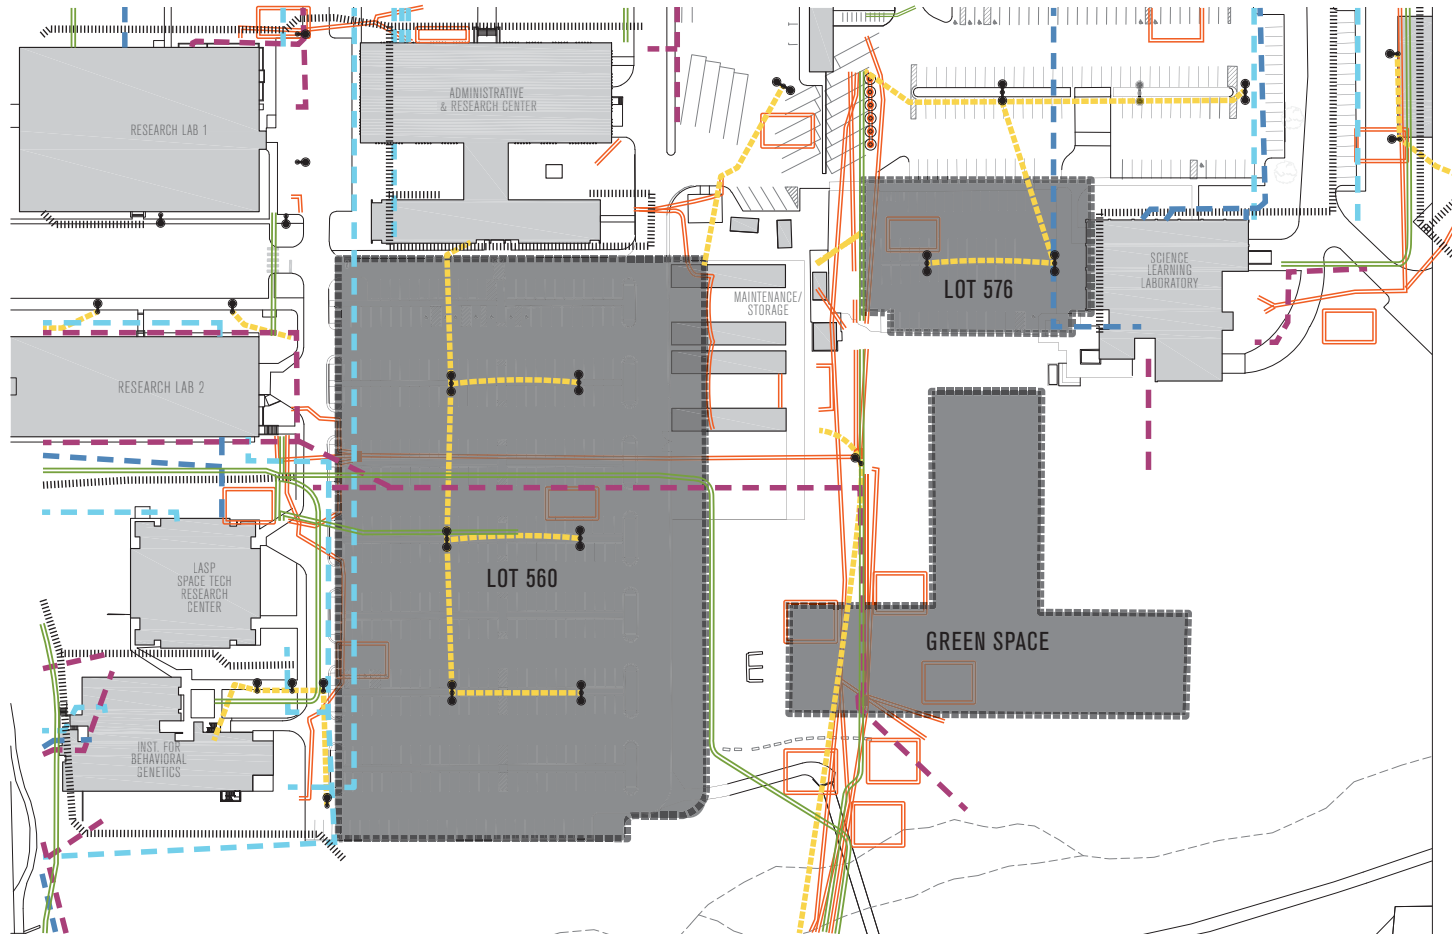 ADMINISTRATIVE
& RESEARCH CENTER
RESEARCH LAB 1
SCIENCE
LEARNING
LABORATORY
LOT 576
MAINTENANCE/
STORAGE
RESEARCH LAB 2
LOT 560
LASP
SPACE TECH
RESEARCH
CENTER
GREEN SPACE
INST. FOR
BEHAVIORAL
GENETICS